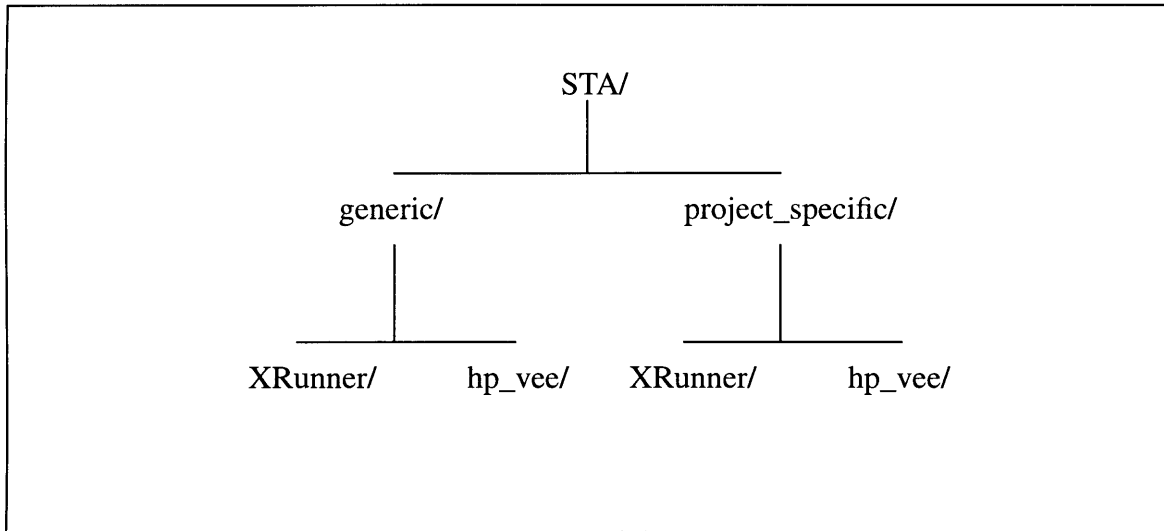 STA/
generic/ project_specific/
XRunner/ hp_vee/ XRunner/ hp_vee/